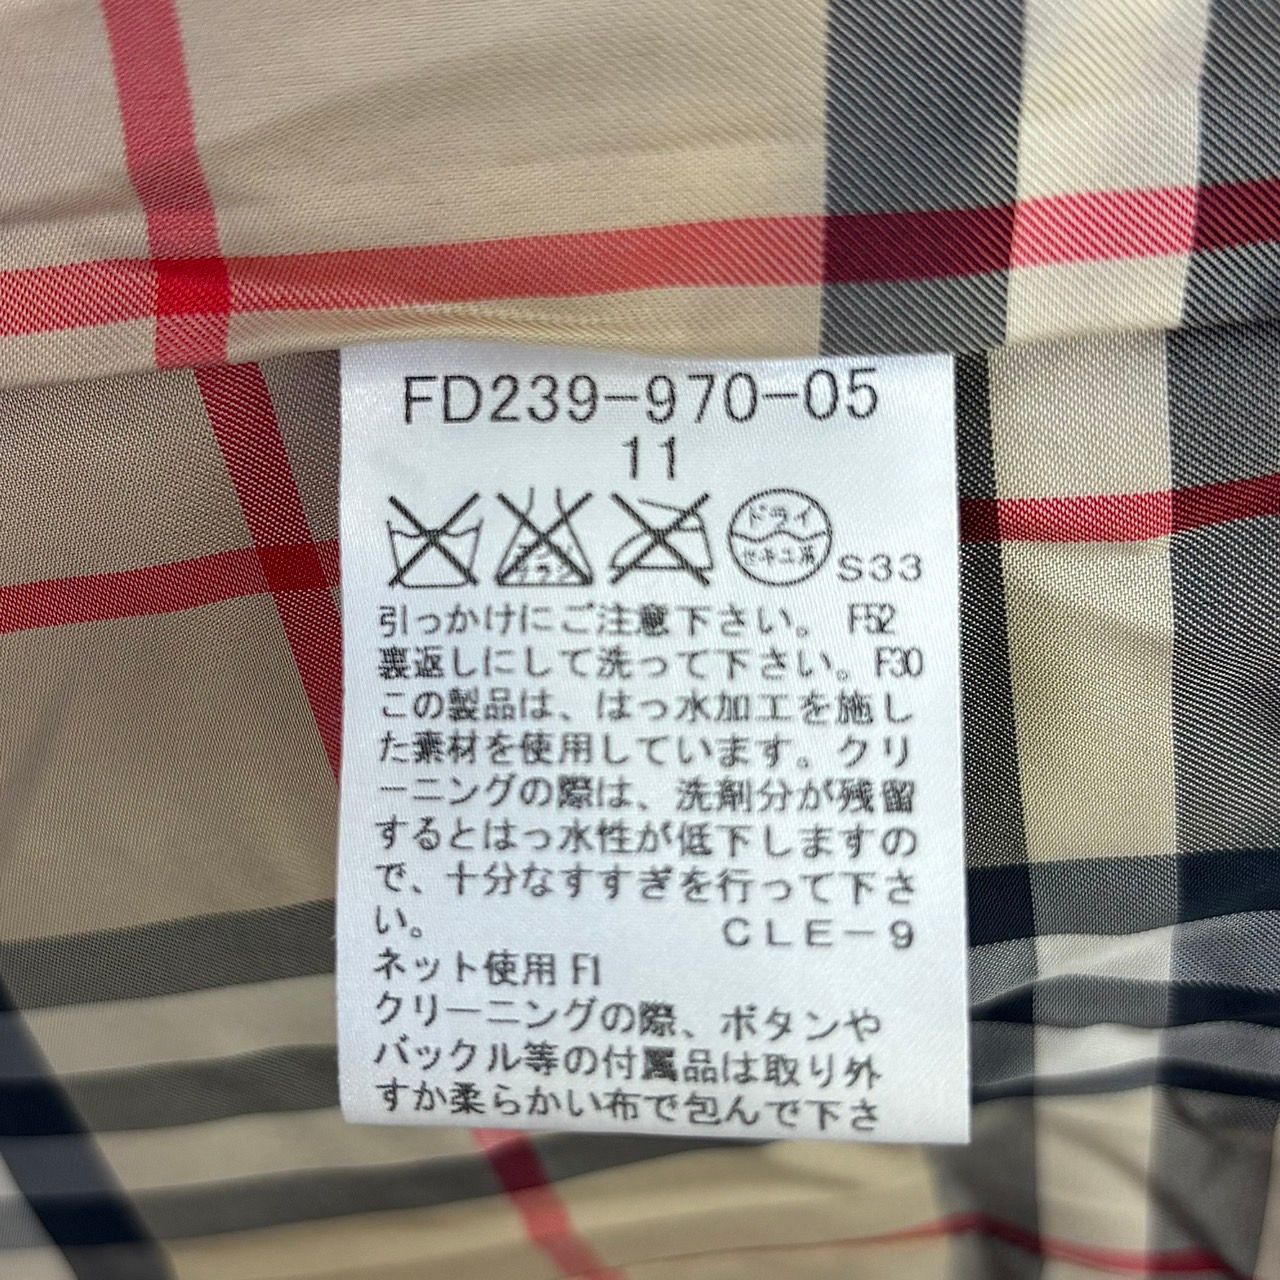 FD239-970-05
11
エンソ
サラシ
ドライ
セキユ系
S33
引っかけにご注意下さい。 F52
裏返しにして洗って下さい。F30
この製品は、はっ水加工を施し
た素材を使用しています。クリ
ーニングの際は、洗剤分が残留
するとはっ水性が低下しますの
で、十分なすすぎを行って下さ
い。 CLE-9
ネット使用 F1
クリーニングの際、ボタンや
バックル等の付属品は取り外
すか柔らかい布で包んで下さ